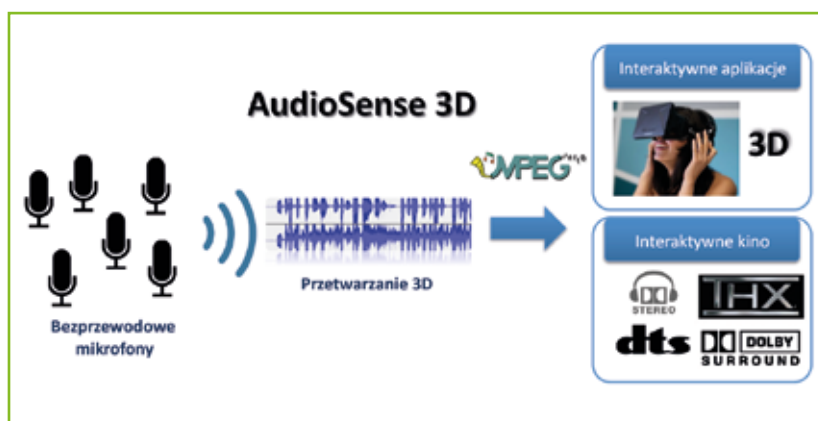 AudioSense 3D
Bezprzewodowe
mikrofony
Przetwarzanie 3D
MPEG
Interaktywne aplikacje
3D
Interaktywne kino
STEREO
THX
dts
DOLBY
SURROUND